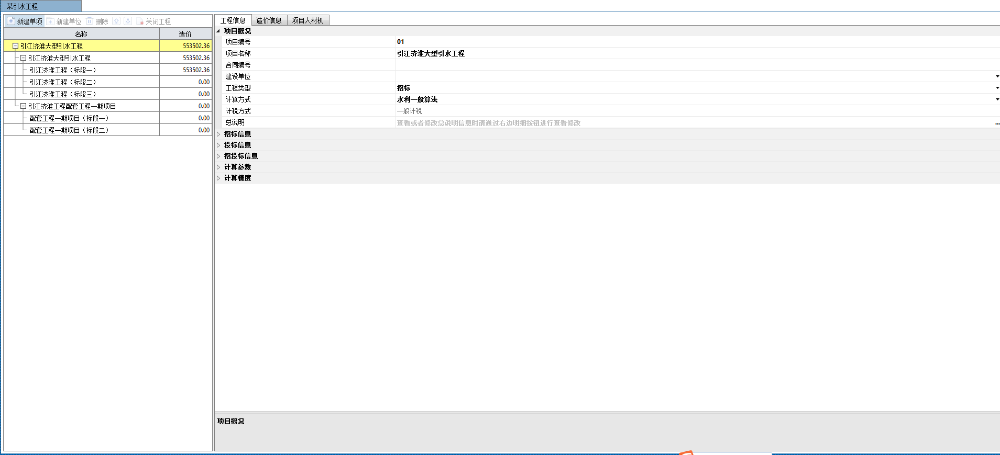 某引水工程
新建单项 新建单位 删除 关闭工程
名称 造价
引江济淮大型引水工程 553502.36
引江济淮大型引水工程 553502.36
引江济淮工程（标段一） 553502.36
引江济淮工程（标段二） 0.00
引江济淮工程（标段三） 0.00
引江济淮工程配套工程一期项目 0.00
配套工程一期项目（标段一） 0.00
配套工程一期项目（标段二） 0.00
工程信息 造价信息 项目人材机
项目概况
项目编号 01
项目名称 引江济淮大型引水工程
合同编号
建设单位
工程类型 招标
计算方式 水利一般算法
计税方式 一般计税
总说明 查看或者修改总说明信息时请通过右边明细按钮进行查看修改 ...
招标信息
投标信息
招投标信息
计算参数
计算精度
项目概况